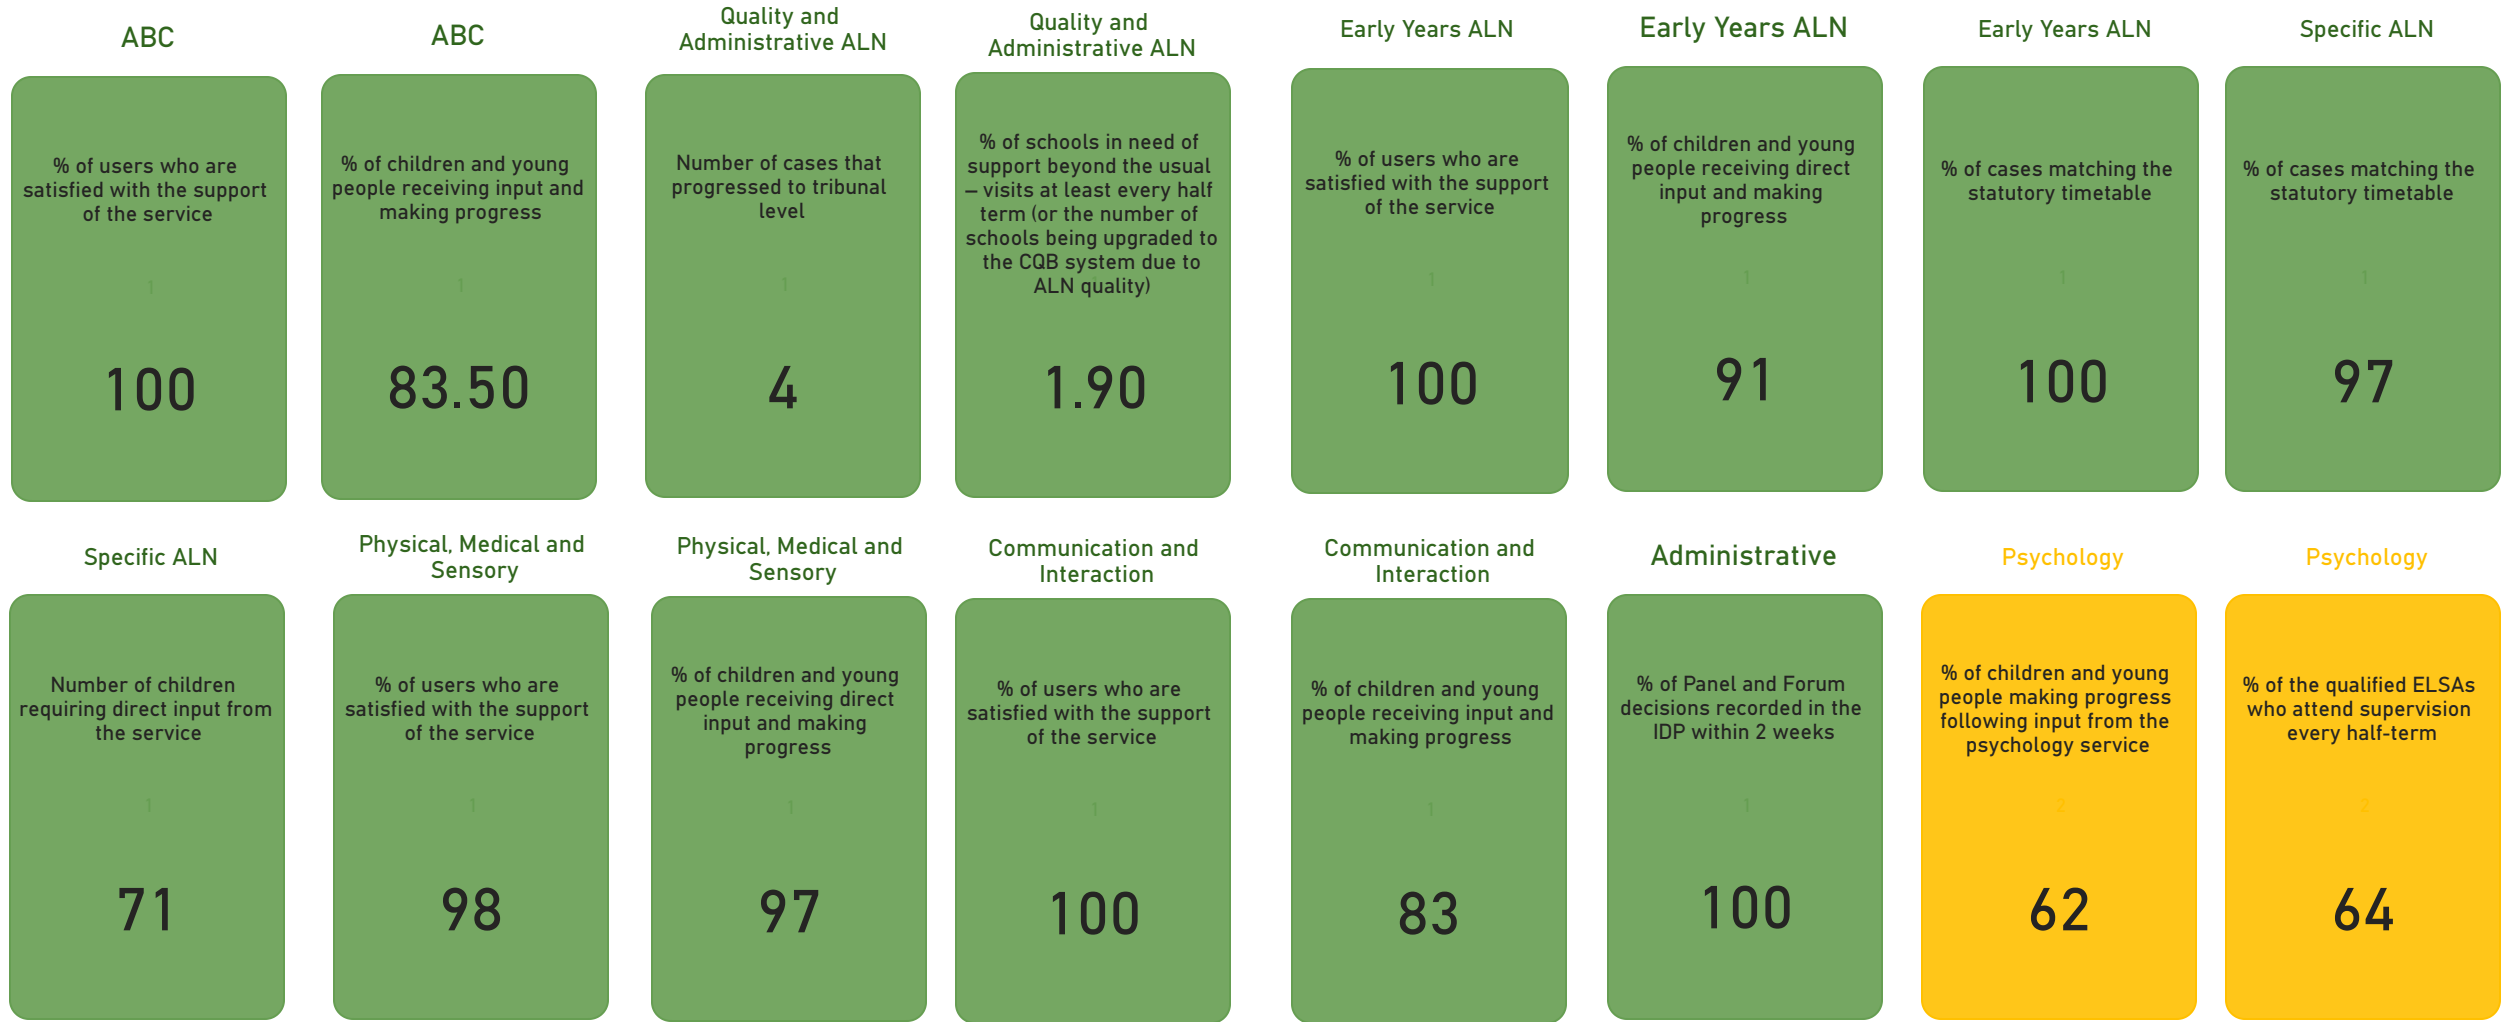 ABC
% of users who are
satisfied with the support
of the service
1
100
ABC
% of children and young
people receiving input and
making progress
1
83.50
Quality and
Administrative ALN
Number of cases that
progressed to tribunal
level
1
4
Quality and
Administrative ALN
% of schools in need of
support beyond the usual
– visits at least every half
term (or the number of
schools being upgraded to
the CQB system due to
ALN quality)
1.90
Early Years ALN
% of users who are
satisfied with the support
of the service
1
100
Early Years ALN
% of children and young
people receiving direct
input and making
progress
1
91
Early Years ALN
% of cases matching the
statutory timetable
1
100
Specific ALN
% of cases matching the
statutory timetable
1
97
Specific ALN
Number of children
requiring direct input from
the service
1
71
Physical, Medical and
Sensory
% of users who are
satisfied with the support
of the service
1
98
Physical, Medical and
Sensory
% of children and young
people receiving direct
input and making
progress
1
97
Communication and
Interaction
% of users who are
satisfied with the support
of the service
1
100
Communication and
Interaction
% of children and young
people receiving input and
making progress
1
83
Administrative
% of Panel and Forum
decisions recorded in the
IDP within 2 weeks
1
100
Psychology
% of children and young
people making progress
following input from the
psychology service
2
62
Psychology
% of the qualified ELSAs
who attend supervision
every half-term
2
64